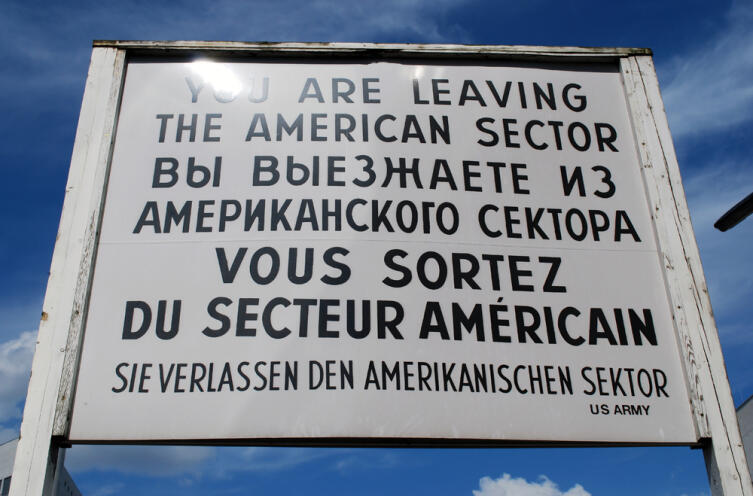 YOU ARE LEAVING
THE AMERICAN SECTOR
ВЫ ВЫЕЗЖАЕТЕ ИЗ
АМЕРИКАНСКОГО СЕКТОРА
VOUS SORTEZ
DU SECTEUR AMÉRICAIN
SIE VERLASSEN DEN AMERIKANISCHEN SEKTOR
US ARMY